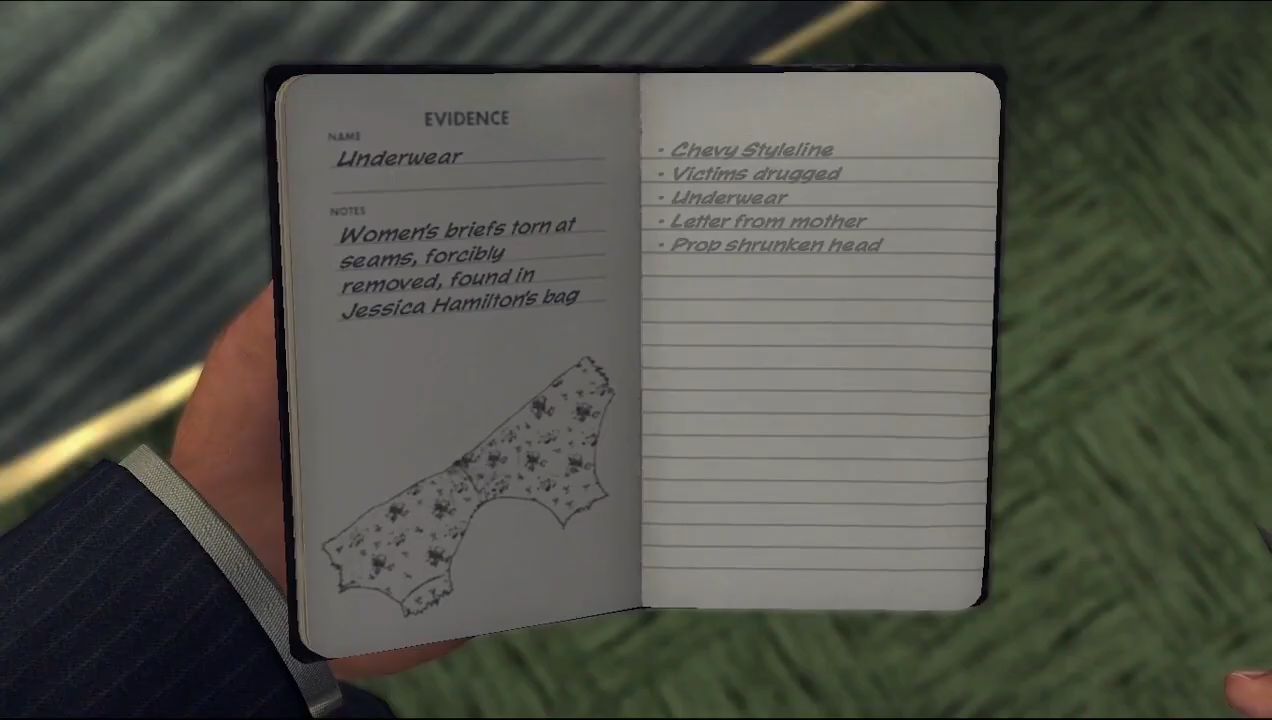 EVIDENCE
NAME
Underwear
NOTES
Women's briefs torn at
seams, forcibly
removed, found in
Jessica Hamilton's bag
- Chevy Styleline
- Victims drugged
- Underwear
- Letter from mother
- Prop shrunken head